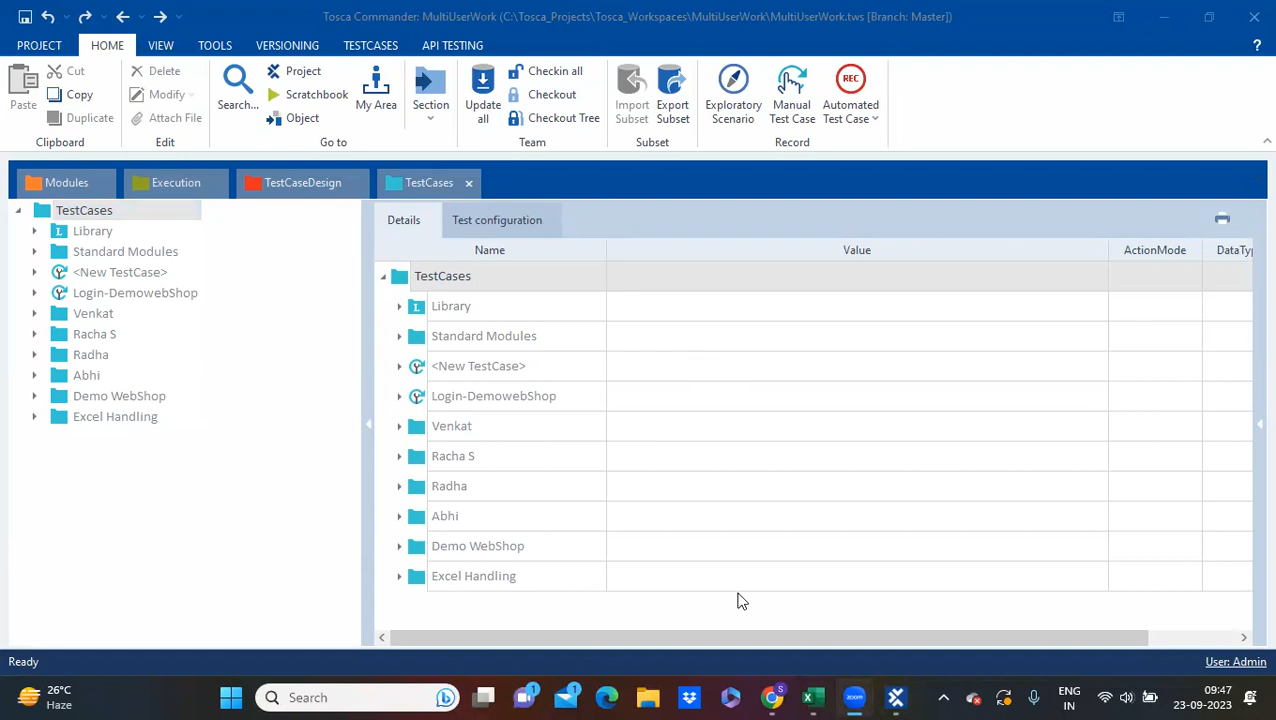 Tosca Commander: MultiUserWork (C:\Tosca_Projects\Tosca_Workspaces\MultiUserWork\MultiUserWork.tws [Branch: Master])
PROJECT HOME VIEW TOOLS VERSIONING TESTCASES API TESTING ?
Paste
Cut
Copy
Duplicate
Clipboard
Delete
Modify
Attach File
Edit
Search...
Project
Scratchbook
Object
My Area
Go to
Section
Update all
Checkin all
Checkout
Checkout Tree
Team
Import Subset
Export Subset
Subset
Exploratory Scenario
Manual Test Case
REC
Automated Test Case
Record
Modules Execution TestCaseDesign TestCases
TestCases
L Library
Standard Modules
<New TestCase>
Login-DemowebShop
Venkat
Racha S
Radha
Abhi
Demo WebShop
Excel Handling
Details Test configuration
Name Value ActionMode DataTyp
TestCases
L Library
Standard Modules
<New TestCase>
Login-DemowebShop
Venkat
Racha S
Radha
Abhi
Demo WebShop
Excel Handling
Ready User: Admin
26°C
Haze
Search
1
1
S
zoom
ENG
IN
09:47
23-09-2023